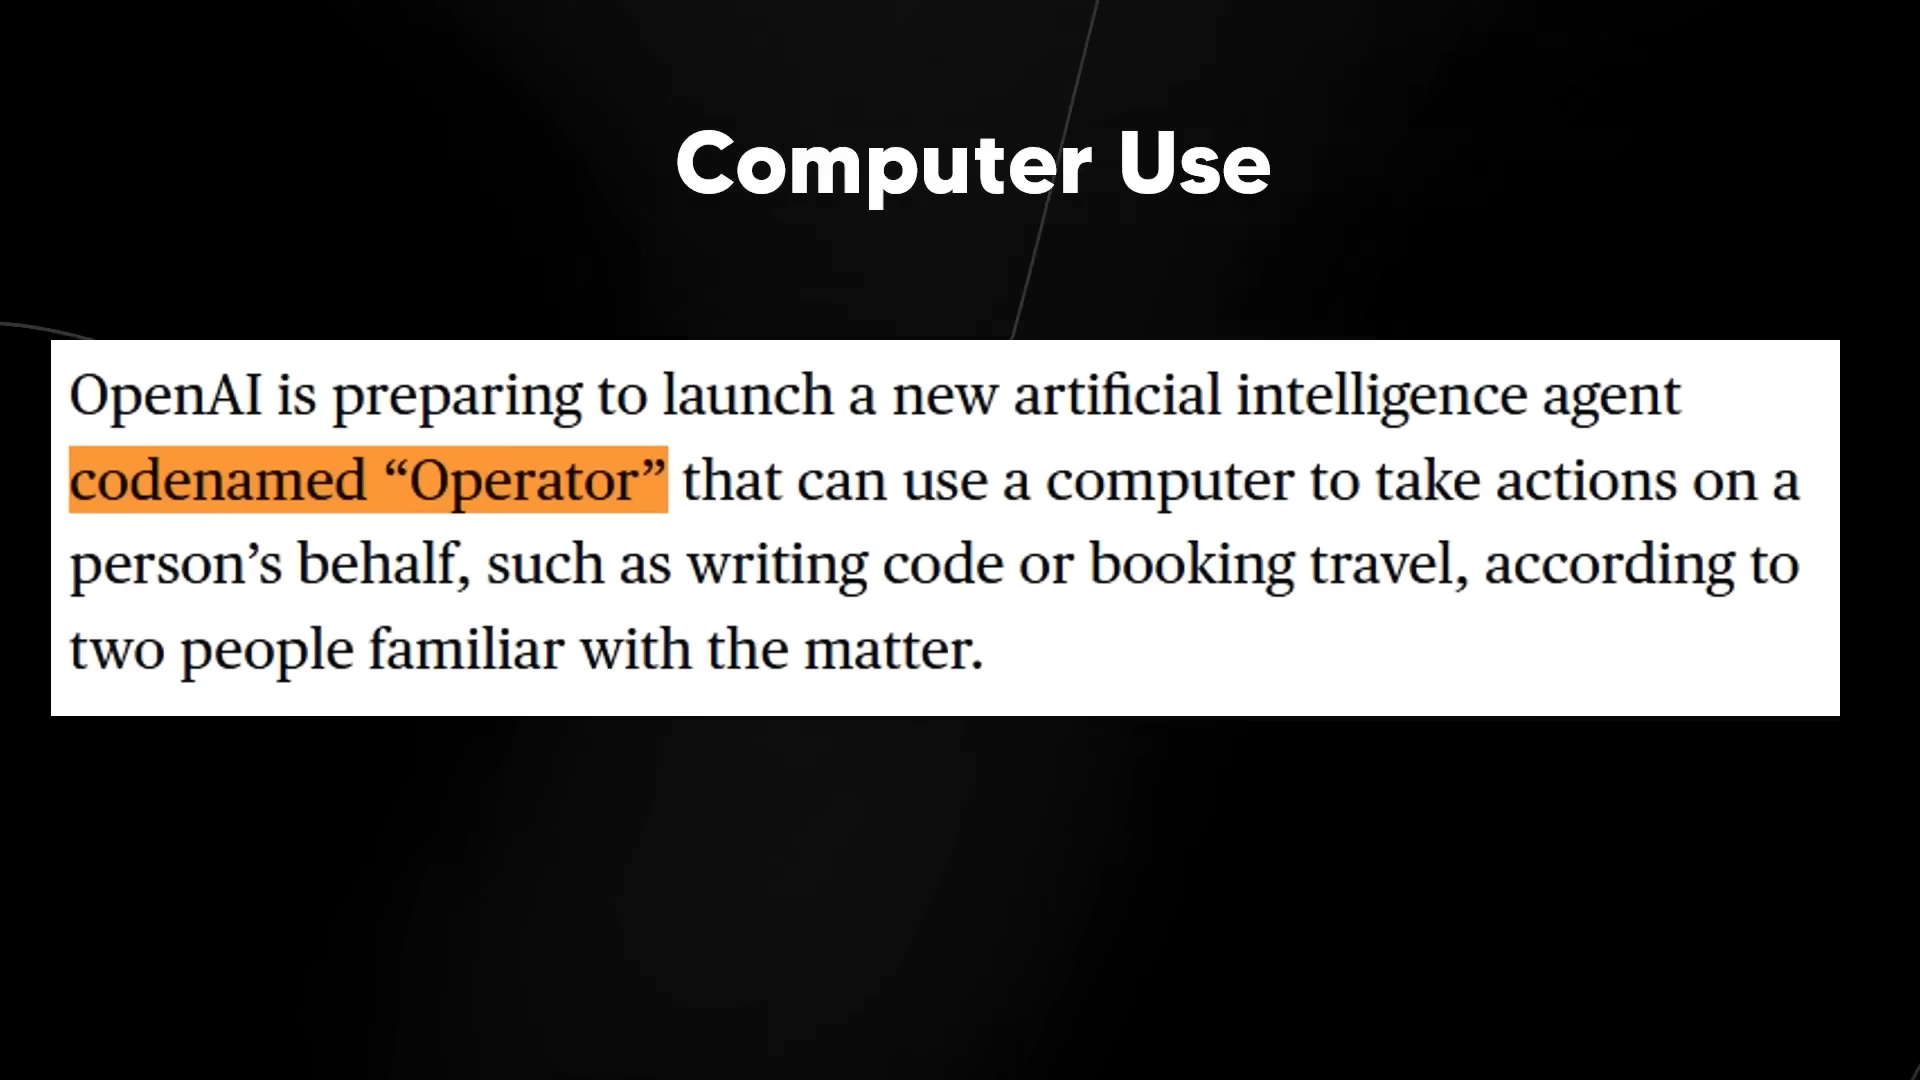 Computer Use
OpenAI is preparing to launch a new artificial intelligence agent
codenamed “Operator” that can use a computer to take actions on a
person’s behalf, such as writing code or booking travel, according to
two people familiar with the matter.